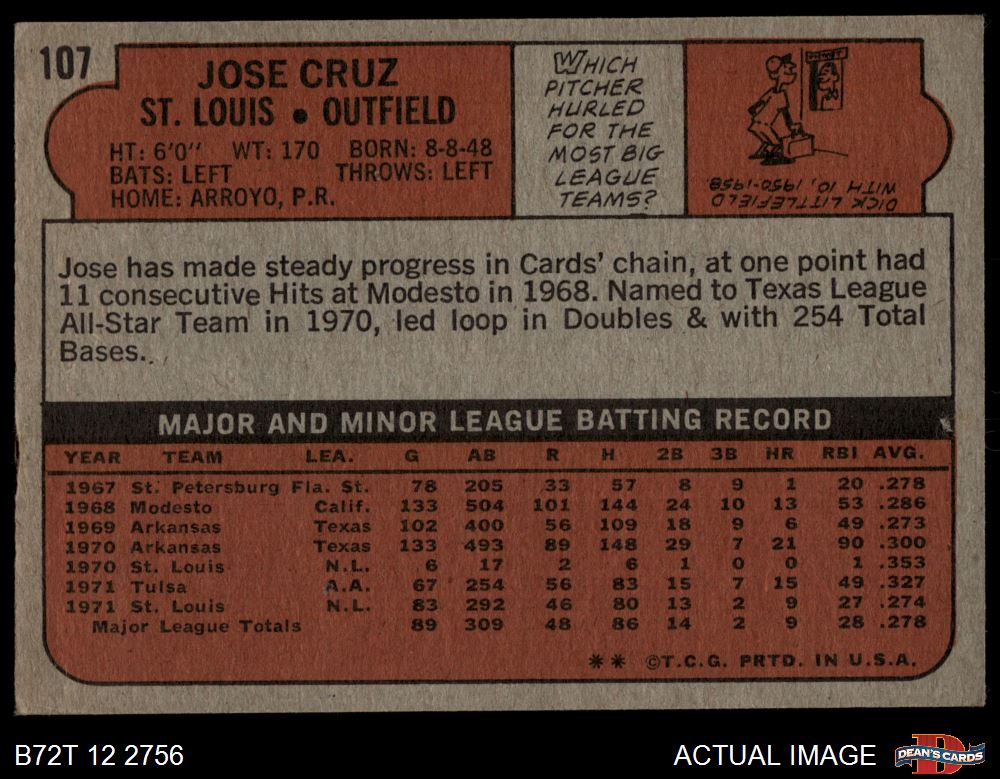 107
JOSE CRUZ
ST. LOUIS • OUTFIELD
HT: 6'0" WT: 170 BORN: 8-8-48
BATS: LEFT THROWS: LEFT
HOME: ARROYO, P.R.
WHICH
PITCHER
HURLED
FOR THE
MOST BIG
LEAGUE
TEAMS?
DICK LITTLEFIELD
WITH 10, 1950-1958.
Jose has made steady progress in Cards' chain, at one point had
11 consecutive Hits at Modesto in 1968. Named to Texas League
All-Star Team in 1970, led loop in Doubles & with 254 Total
Bases.
MAJOR AND MINOR LEAGUE BATTING RECORD
YEAR TEAM LEA. G AB R H 2B 3B HR RBI AVG.
1967 St. Petersburg Fla. St. 78 205 33 57 8 9 1 20 .278
1968 Modesto Calif. 133 504 101 144 24 10 13 53 .286
1969 Arkansas Texas 102 400 56 109 18 9 6 49 .273
1970 Arkansas Texas 133 493 89 148 29 7 21 90 .300
1970 St. Louis N.L. 6 17 2 6 1 0 0 1 .353
1971 Tulsa A.A. 67 254 56 83 15 7 15 49 .327
1971 St. Louis N.L. 83 292 46 80 13 2 9 27 .274
Major League Totals 89 309 48 86 14 2 9 28 .278
** ©T.C.G. PRTD. IN U.S.A.
B72T 12 2756
ACTUAL IMAGE
DEAN'S CARDS